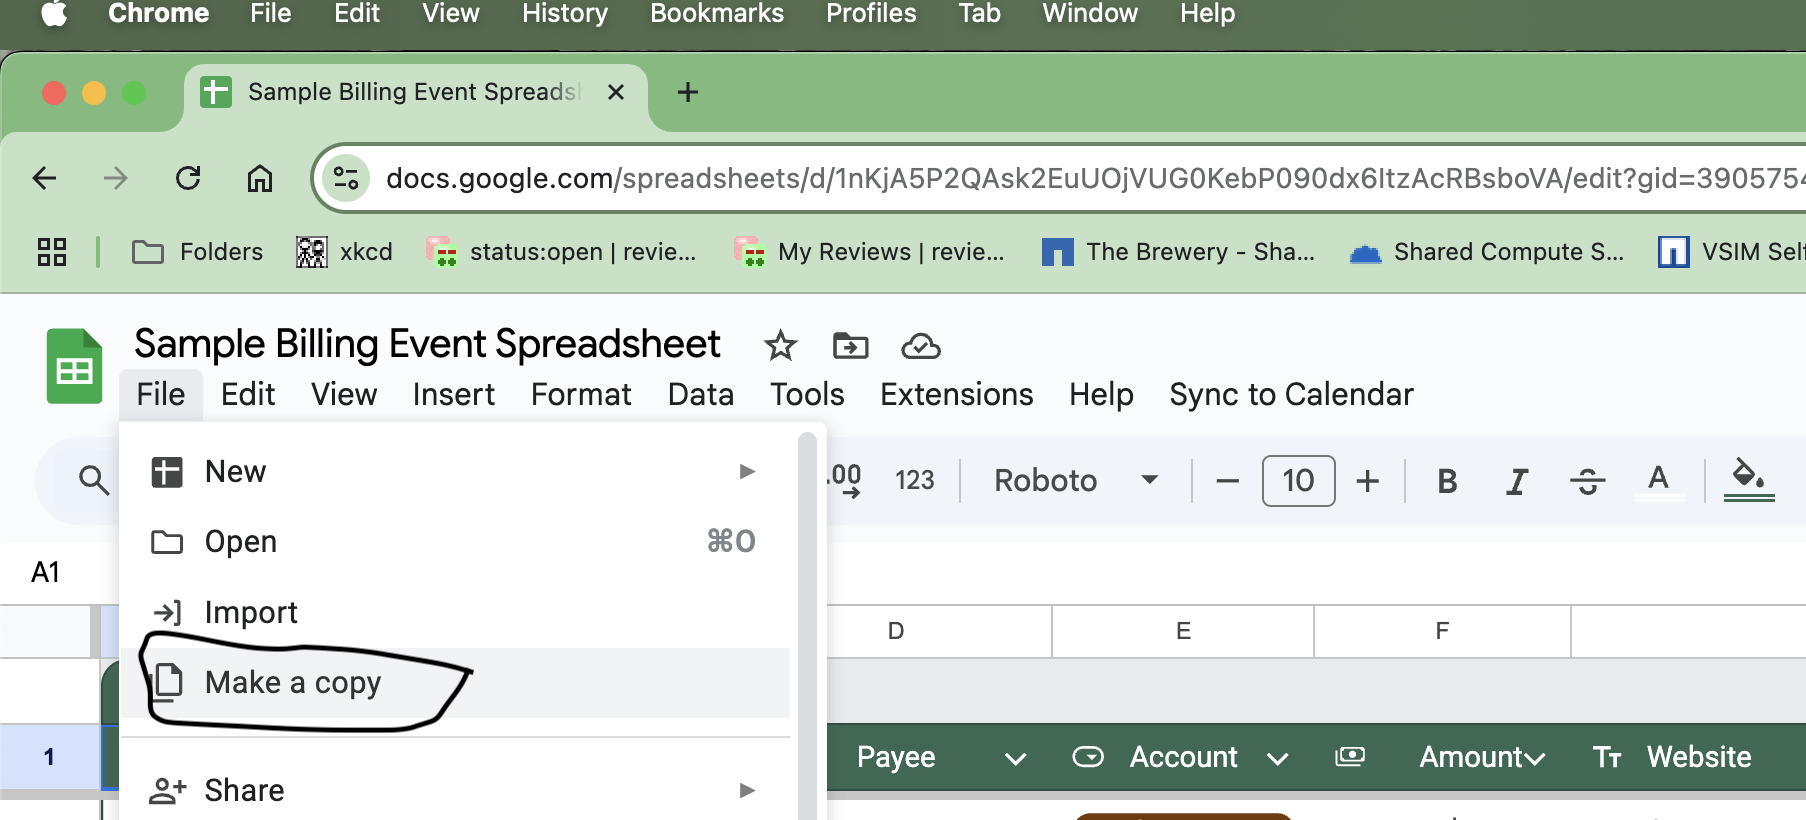 Chrome File Edit View History Bookmarks Profiles Tab Window Help
Sample Billing Event Spreads
docs.google.com/spreadsheets/d/1nKjA5P2QAsk2EuUOjVUG0KebP090dx6ItzAcRBsboVA/edit?gid=3905754
Folders xkcd status:open | revie... My Reviews | revie... The Brewery - Sha... Shared Compute S... VSIM Self
Sample Billing Event Spreadsheet
File Edit View Insert Format Data Tools Extensions Help Sync to Calendar
.00 123 Roboto 10 B I S A
New
Open ⌘O
A1
Import
D E F
Make a copy
1 Payee Account Amount Tт Website
Share